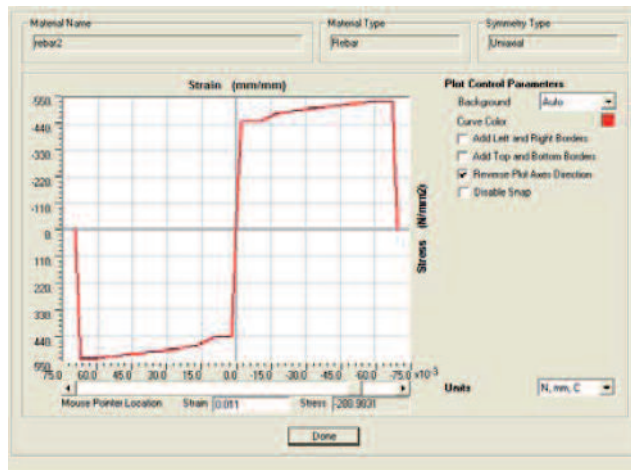 Material Name
rebar2
Material Type
Rebar
Symmetry Type
Uniaxial
Strain (mm/mm)
550.
-440.
-330.
-220.
-110.
0.
110.
220.
330.
440.
550.
75.0 60.0 45.0 30.0 15.0 0.0 -15.0 -30.0 -45.0 -60.0 -75.0 x10-3
Stress (N/mm2)
Mouse Pointer Location Strain 0.011 Stress -208.9831
Plot Control Parameters
Background Auto
Curve Color
Add Left and Right Borders
Add Top and Bottom Borders
Reverse Plot Axes Direction
Disable Snap
Units N, mm, C
Done